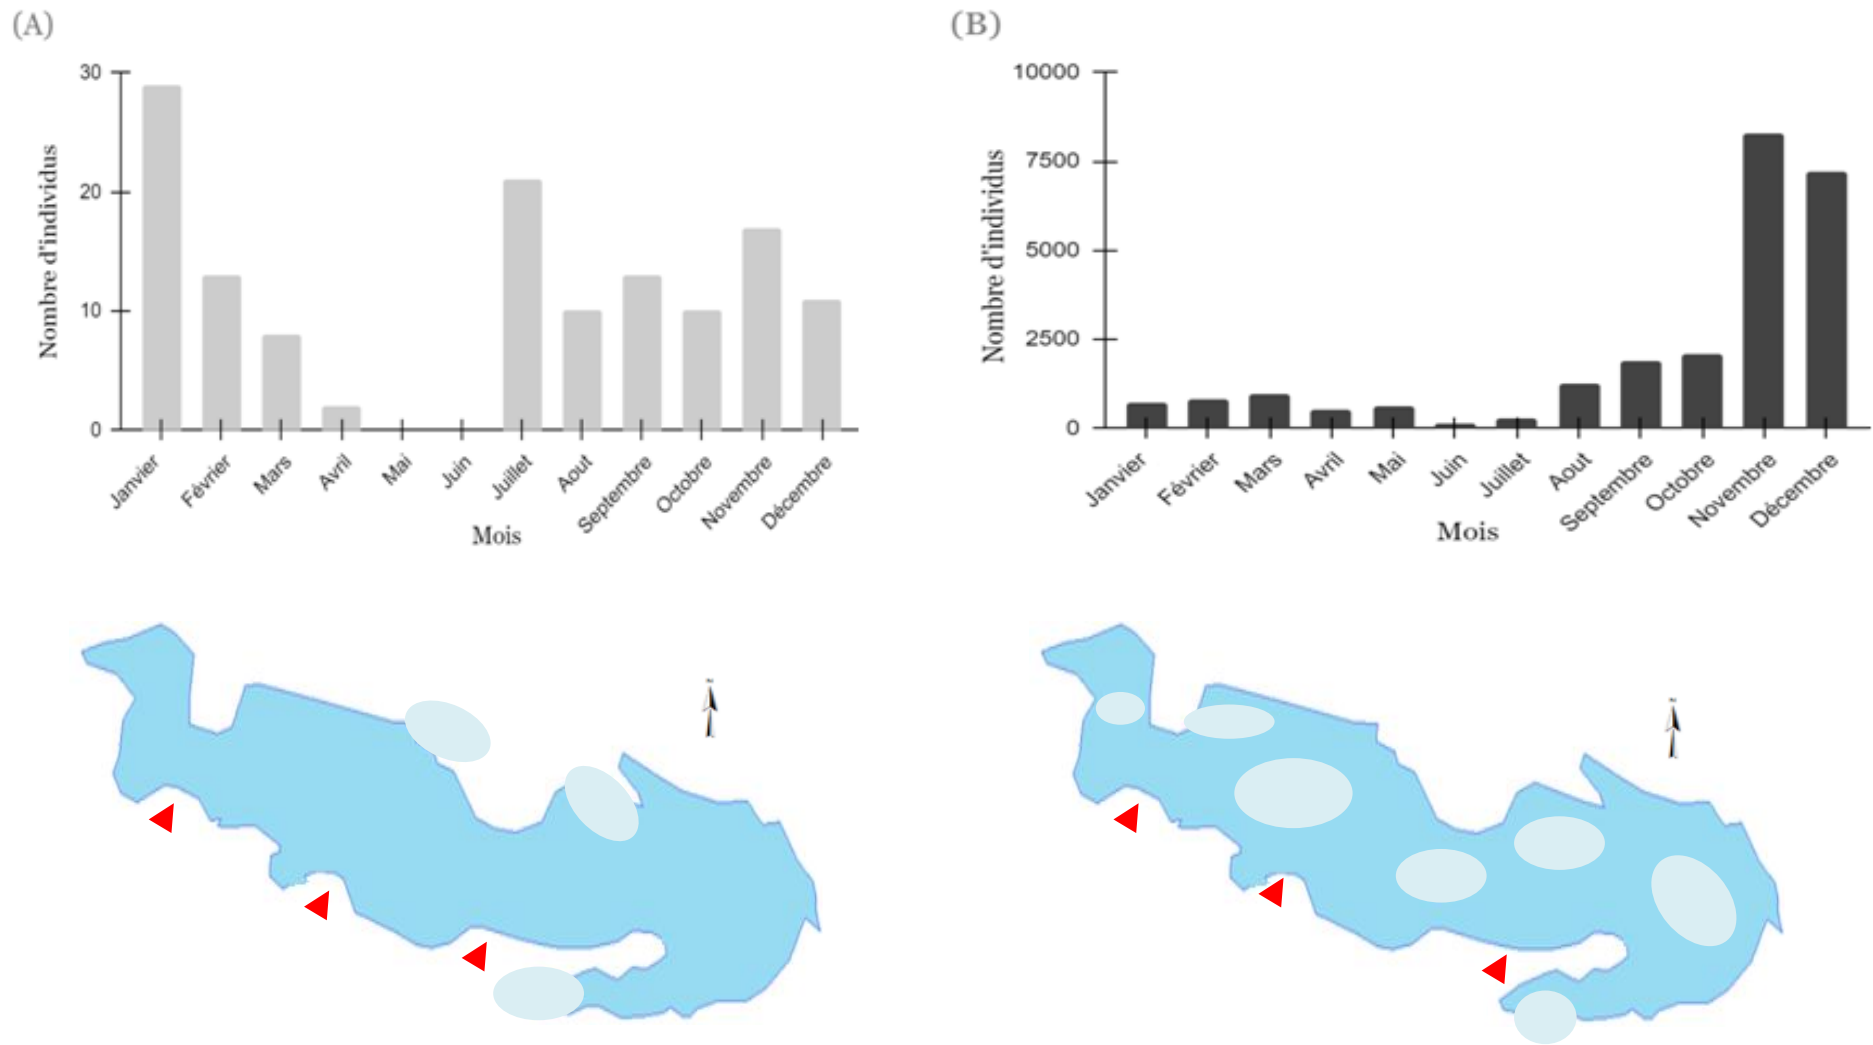 (A)
30
20
10
0
Nombre d'individus
Janvier
Février
Mars
Avril
Mai
Juin
Juillet
Aout
Septembre
Octobre
Novembre
Décembre
Mois
(B)
10000
7500
5000
2500
0
Nombre d'individus
Janvier
Février
Mars
Avril
Mai
Juin
Juillet
Aout
Septembre
Octobre
Novembre
Décembre
Mois